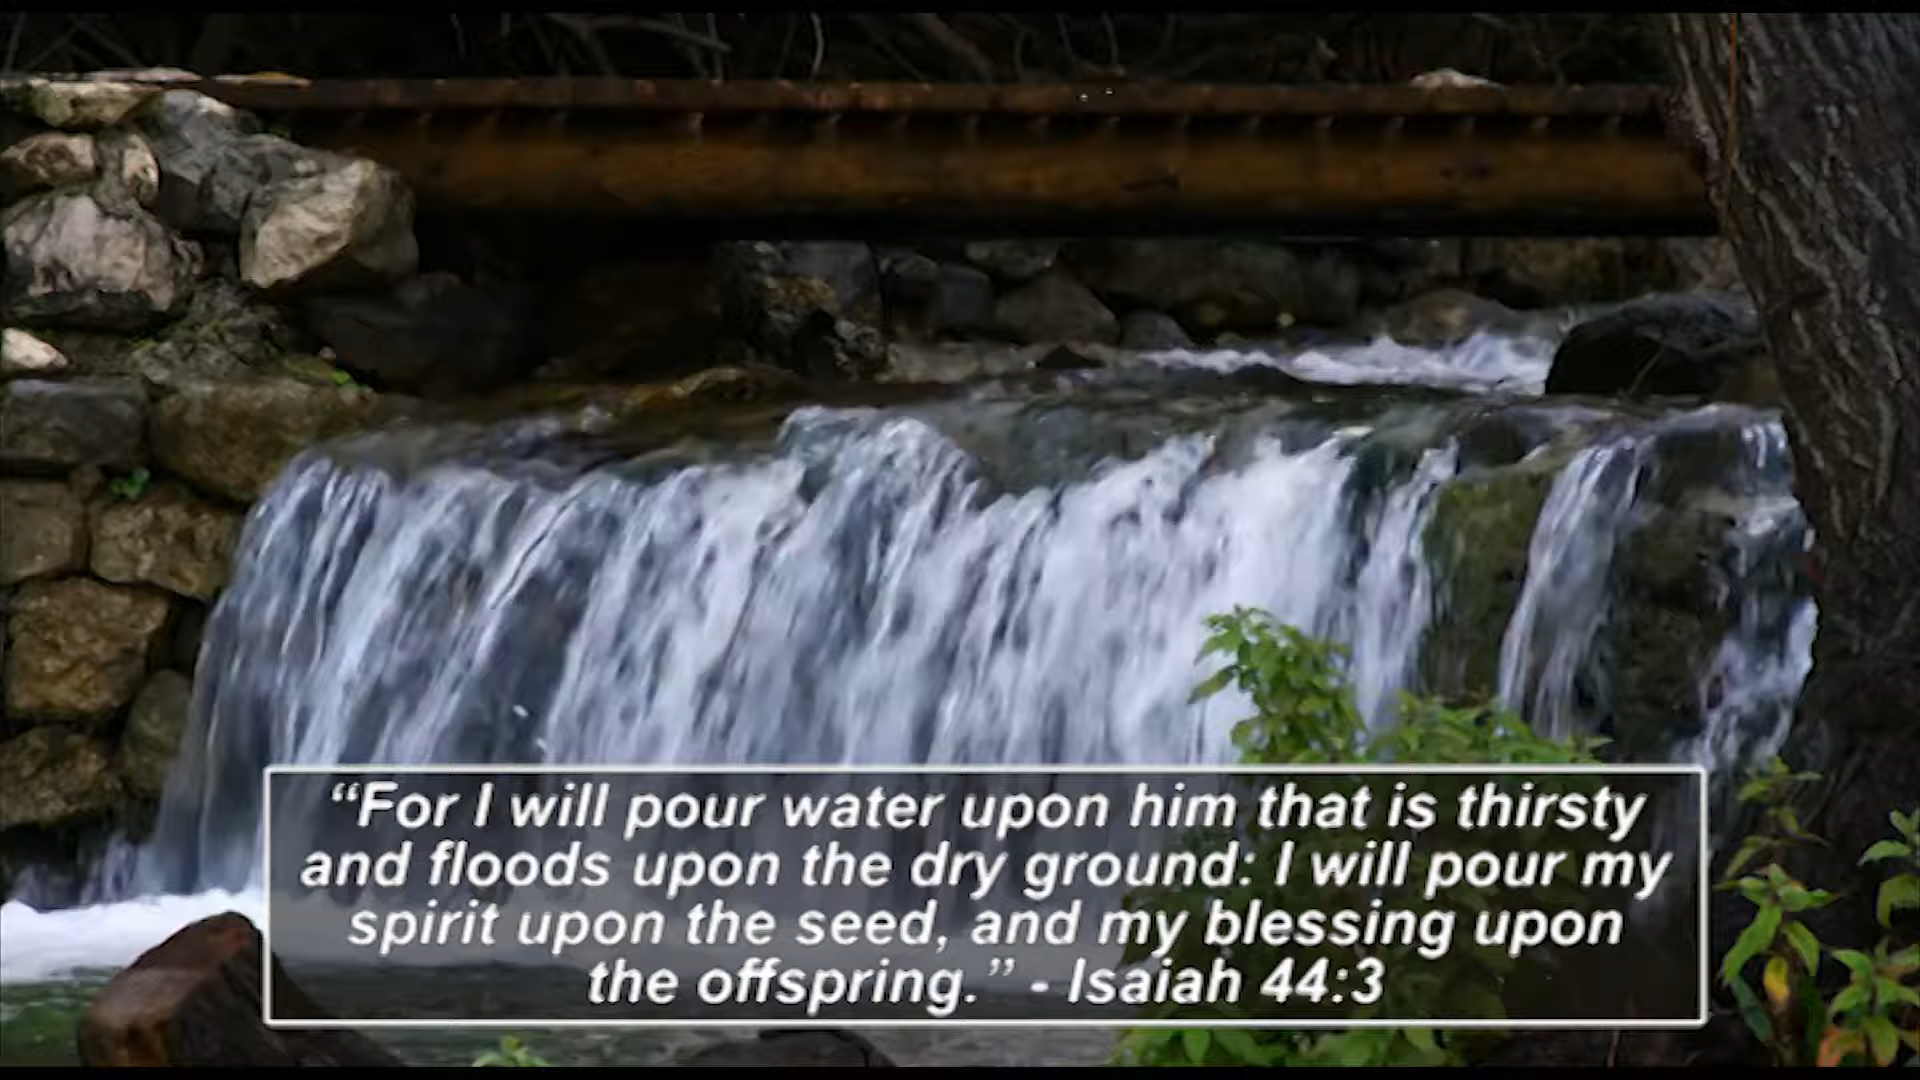 “For I will pour water upon him that is thirsty
and floods upon the dry ground: I will pour my
spirit upon the seed, and my blessing upon
the offspring.” - Isaiah 44:3